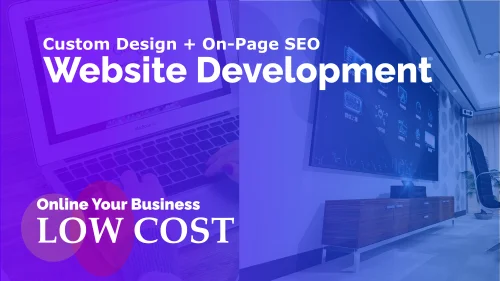 Custom Design + On-Page SEO
Website Development
Online Your Business
LOW COST